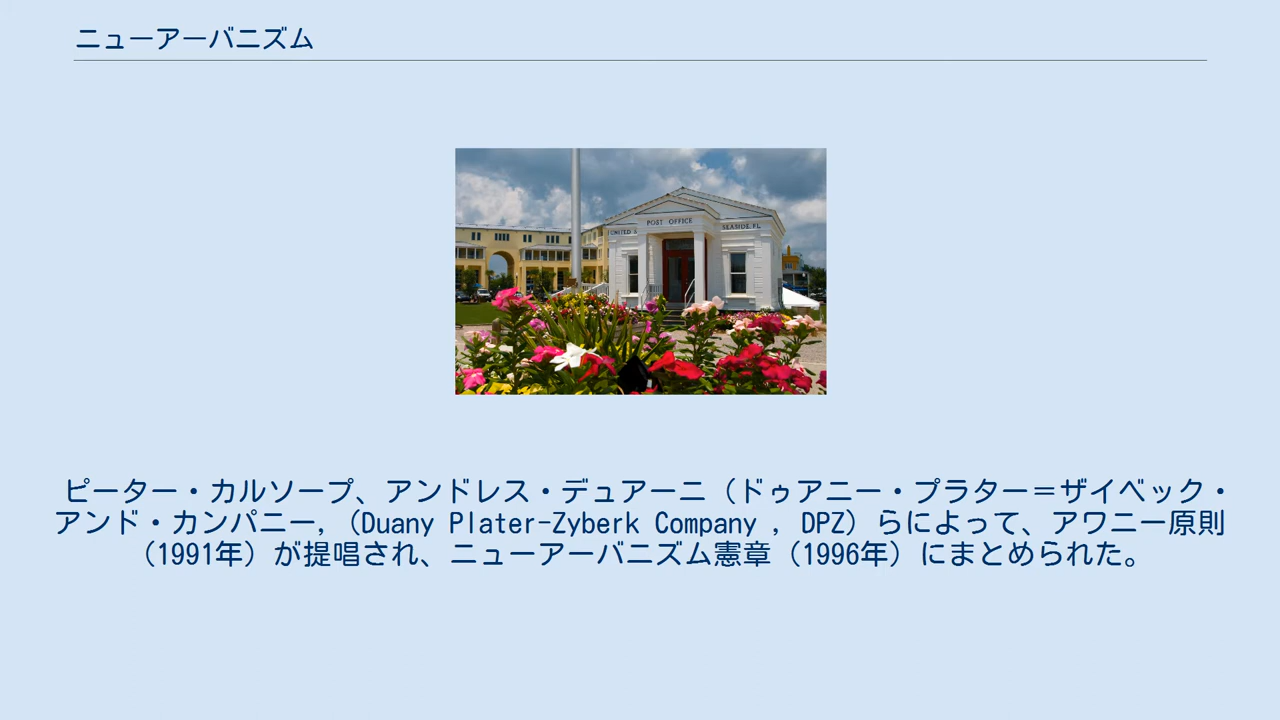 ニューアーバニズム
POST OFFICE
UNITED S
SEASIDE, FL
ピーター・カルソープ、アンドレス・デュアーニ（ドゥアニー・プラター＝ザイベック・
アンド・カンパニー,（Duany Plater-Zyberk Company , DPZ）らによって、アワニー原則
（1991年）が提唱され、ニューアーバニズム憲章（1996年）にまとめられた。